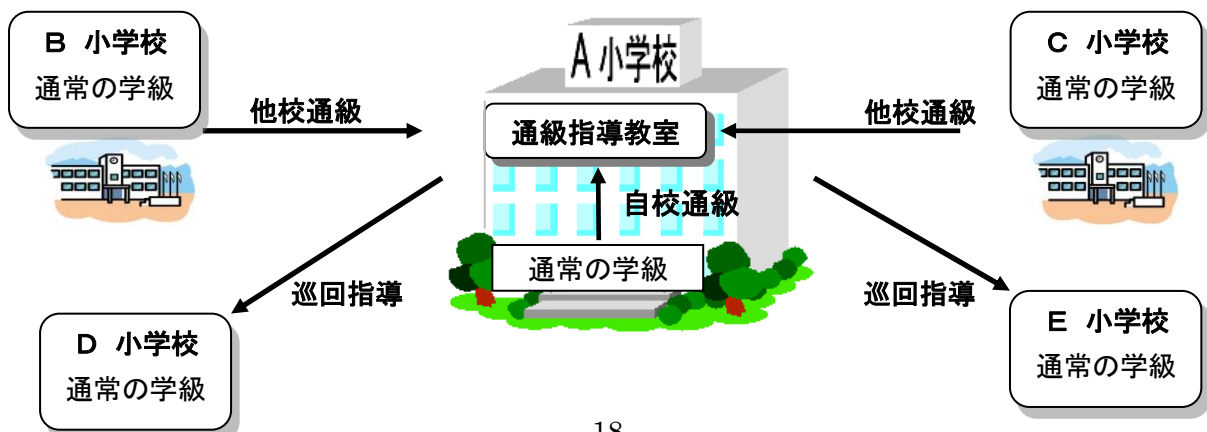 B 小学校
通常の学級
A 小学校
C 小学校
通常の学級
他校通級
通級指導教室
他校通級
自校通級
通常の学級
巡回指導
巡回指導
D 小学校
通常の学級
E 小学校
通常の学級
18